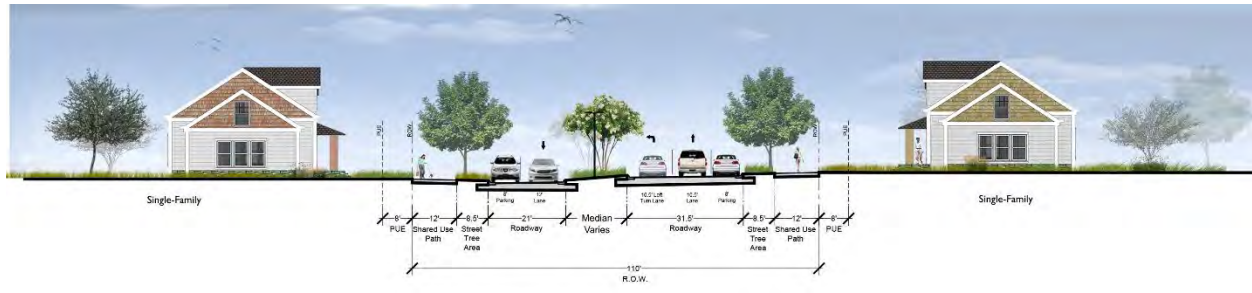 PUE
ROW
ROW
PUE
Single-Family
Single-Family
8'
Parking
12'
Lane
10.5' Left
Turn Lane
10.5'
Lane
8'
Parking
8'
PUE
12'
Shared Use
Path
8.5'
Street
Tree
Area
21'
Roadway
Median
Varies
31.5'
Roadway
8.5'
Street
Tree
Area
12'
Shared Use
Path
8'
PUE
110'
R.O.W.